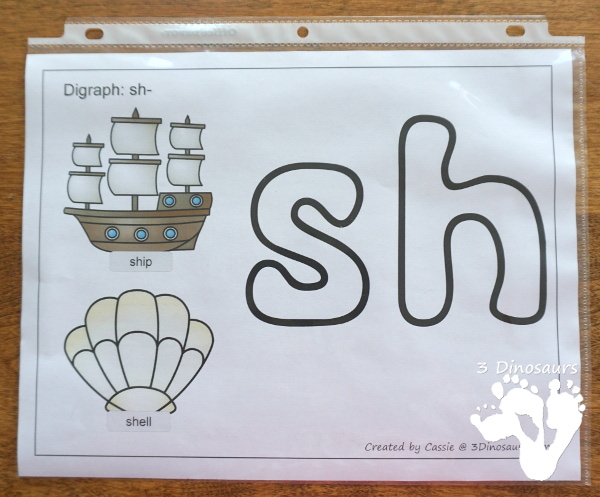 Digraph: sh-
sh
ship
shell
3 Dinosaurs
Created by Cassie @ 3Dinosaurs